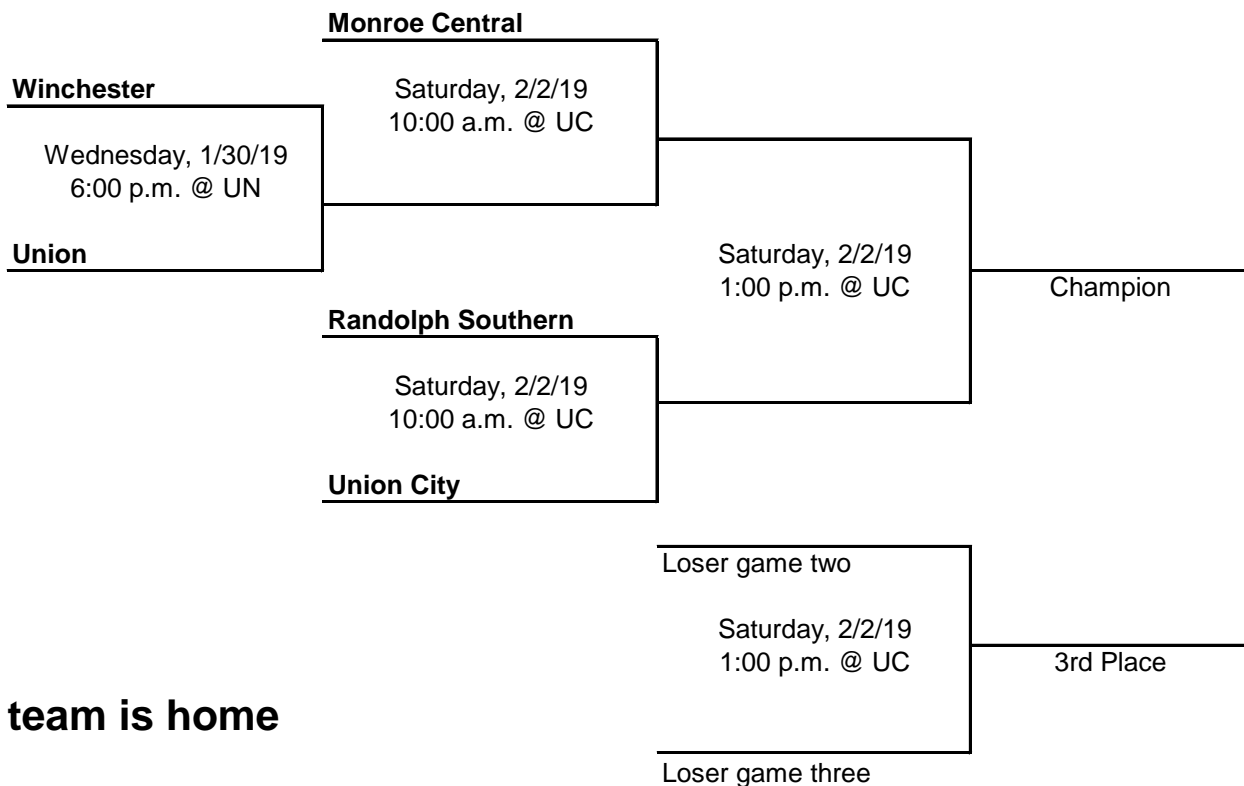 Monroe Central
Winchester
Saturday, 2/2/19
10:00 a.m. @ UC
Wednesday, 1/30/19
6:00 p.m. @ UN
Union
Saturday, 2/2/19
1:00 p.m. @ UC
Champion
Randolph Southern
Saturday, 2/2/19
10:00 a.m. @ UC
Union City
Loser game two
Saturday, 2/2/19
1:00 p.m. @ UC
3rd Place
team is home
Loser game three